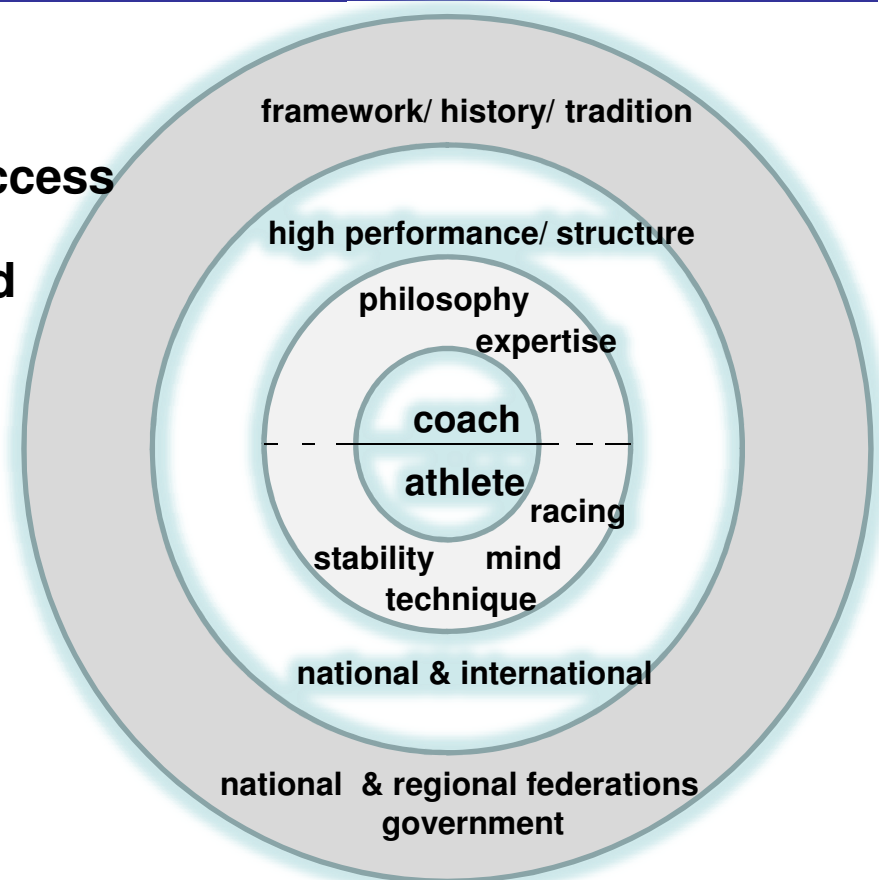 framework/ history/ tradition
ccess
high performance/ structure
d
philosophy
expertise
coach
athlete
racing
stability mind
technique
national & international
national & regional federations
government